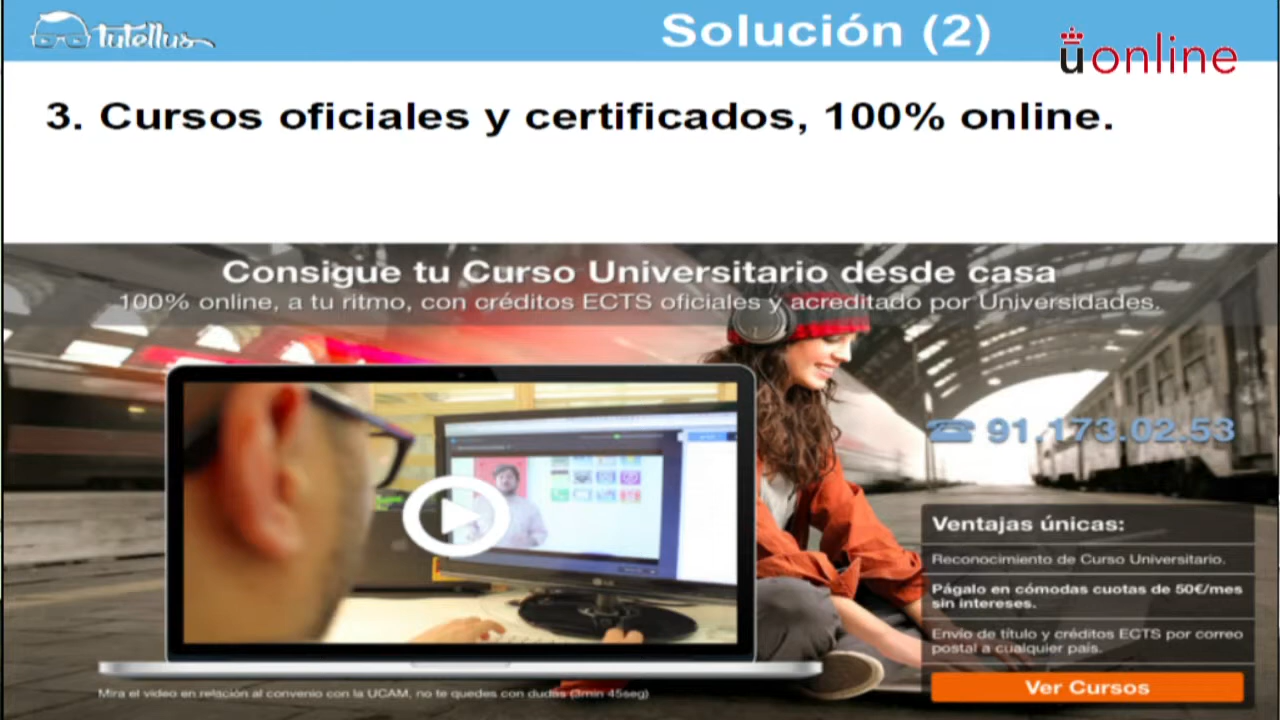 tutellus
Solución (2)
üonline
3. Cursos oficiales y certificados, 100% online.
Consigue tu Curso Universitario desde casa
100% online, a tu ritmo, con créditos ECTS oficiales y acreditado por Universidades.
☎ 91.173.02.53
Ventajas únicas:
Reconocimiento de Curso Universitario.
Págalo en cómodas cuotas de 50€/mes
sin intereses.
Envío de título y créditos ECTS por correo
postal a cualquier país.
Ver Cursos
Mira el video en relación al convenio con la UCAM, no te quedes con dudas (3min 45seg)